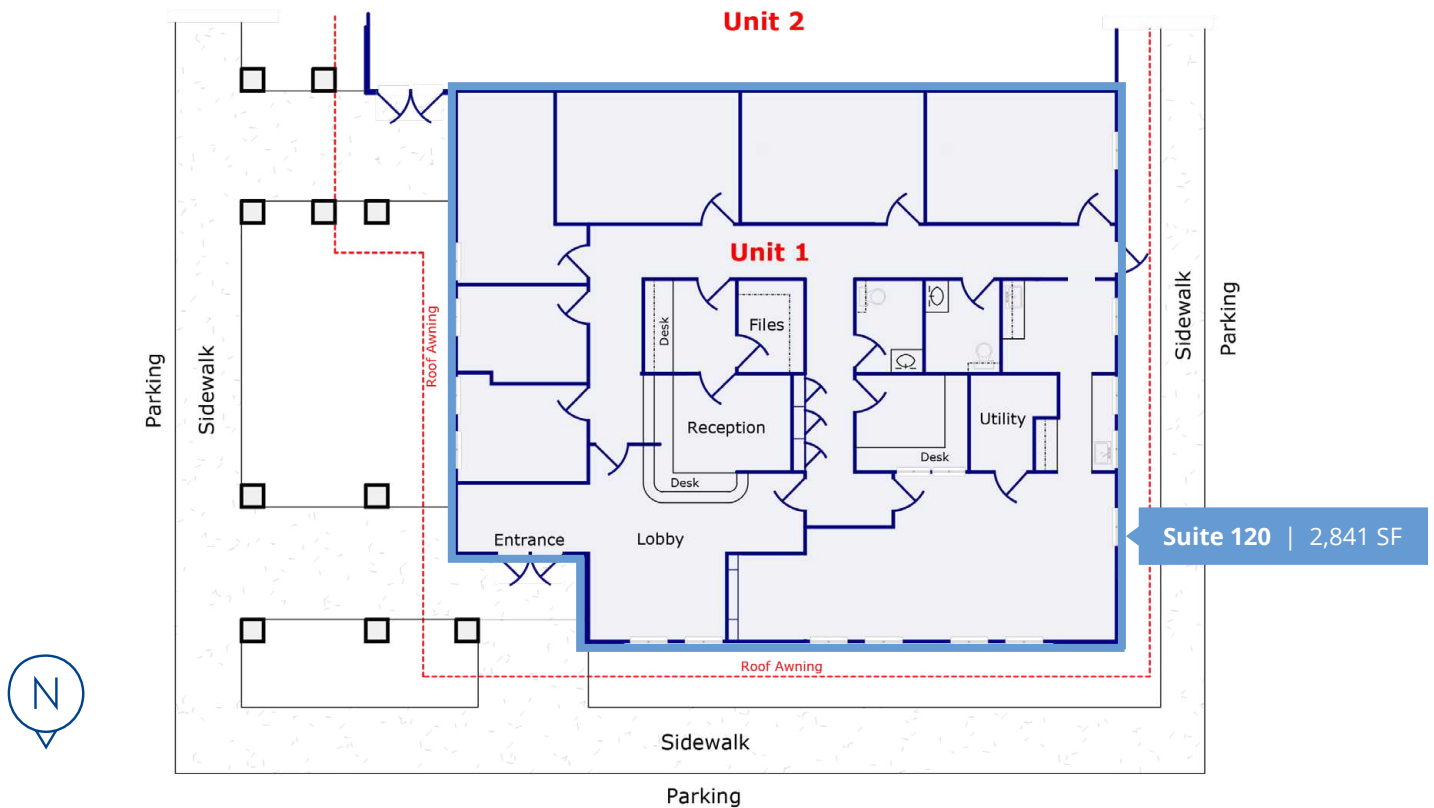 Unit 2
Unit 1
Desk
Files
Roof Awning
Sidewalk
Parking
Parking
Sidewalk
Reception
Utility
Desk
Desk
Entrance
Lobby
Suite 120 | 2,841 SF
Roof Awning
N
Sidewalk
Parking